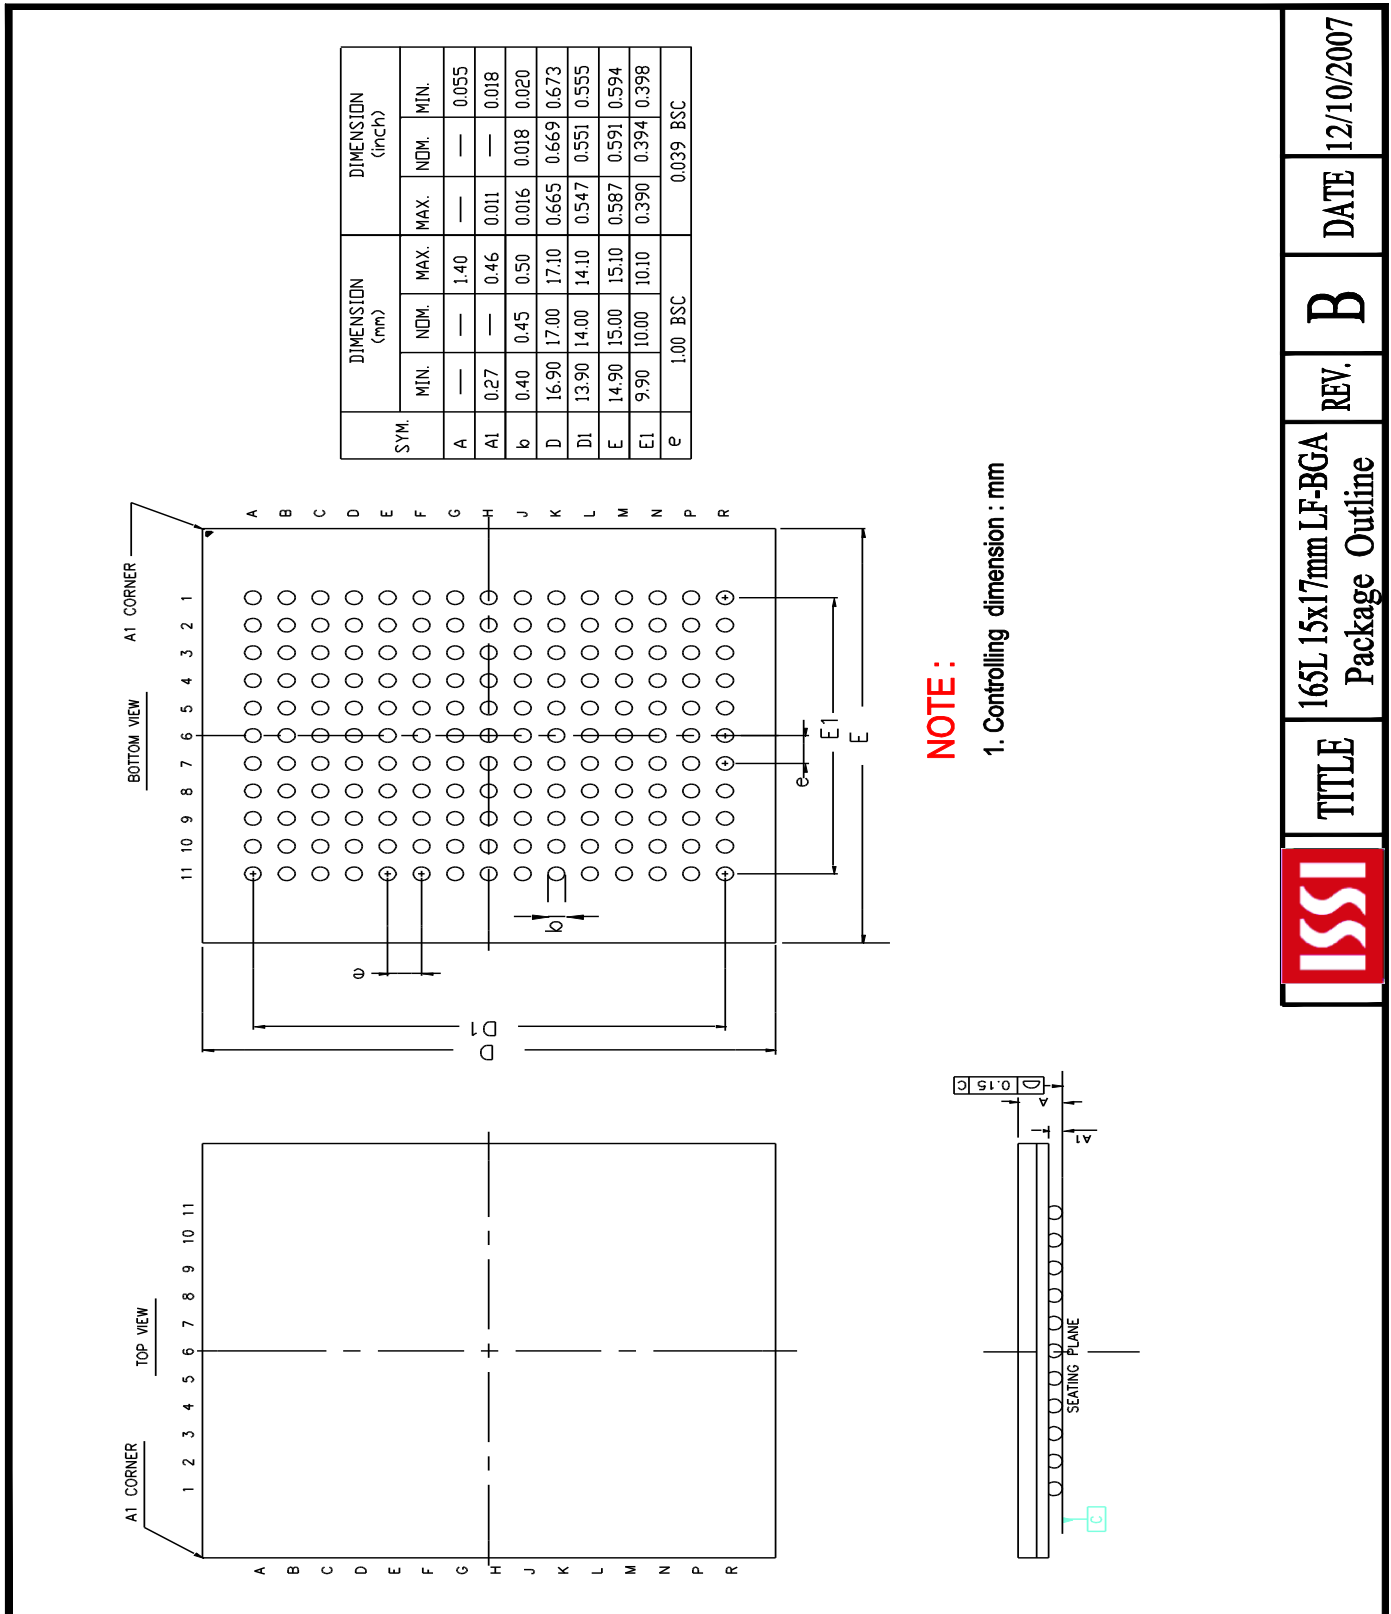 A1 CORNER
TOP VIEW
1 2 3 4 5 6 7 8 9 10 11
A
B
C
D
E
F
G
H
J
K
L
M
N
P
R
A1 CORNER
BOTTOM VIEW
11 10 9 8 7 6 5 4 3 2 1
A
B
C
D
E
F
G
H
J
K
L
M
N
P
R
D
D1
e
b
e
E1
E
SYM. DIMENSION (mm) DIMENSION (inch)
MIN. NOM. MAX. MAX. NOM. MIN.
A — — 1.40 — — 0.055
A1 0.27 — 0.46 0.011 — 0.018
b 0.40 0.45 0.50 0.016 0.018 0.020
D 16.90 17.00 17.10 0.665 0.669 0.673
D1 13.90 14.00 14.10 0.547 0.551 0.555
E 14.90 15.00 15.10 0.587 0.591 0.594
E1 9.90 10.00 10.10 0.390 0.394 0.398
e 1.00 BSC 0.039 BSC
NOTE :
1. Controlling dimension : mm
C
SEATING PLANE
A1
A
D 0.15 C
ISSI
TITLE
165L 15x17mm LF-BGA
Package Outline
REV.
B
DATE
12/10/2007